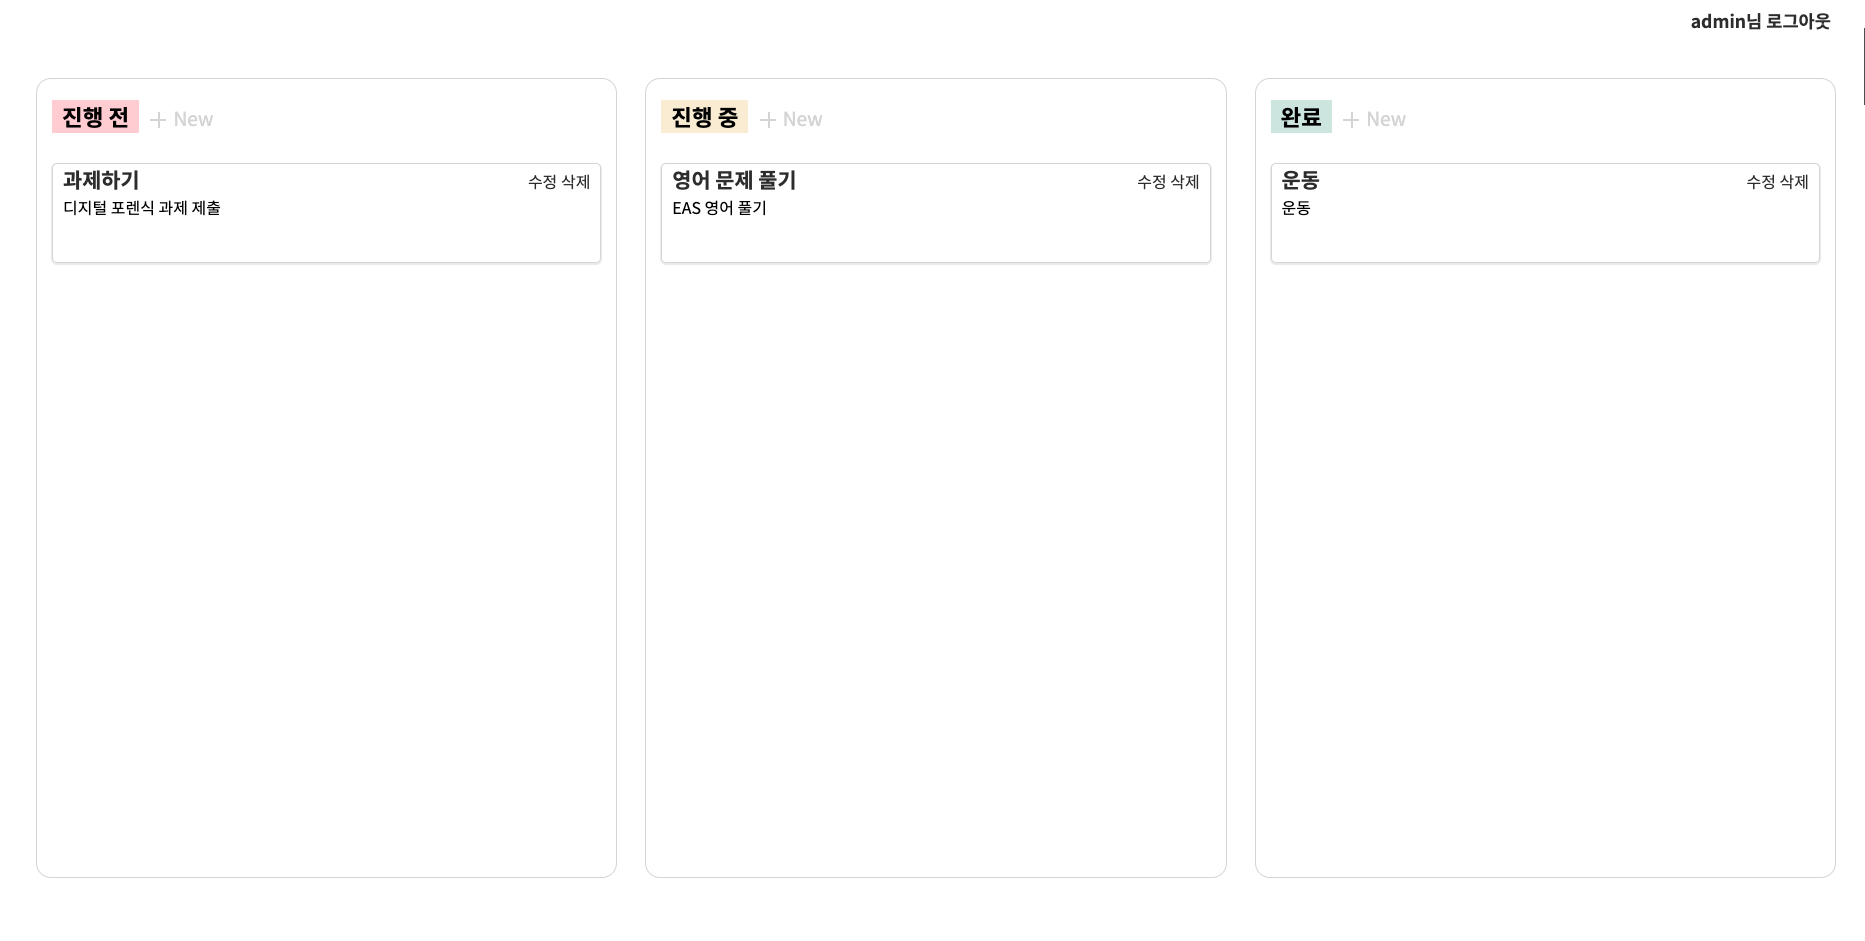 admin님 로그아웃
진행 전 + New
과제하기 수정 삭제
디지털 포렌식 과제 제출
진행 중 + New
영어 문제 풀기 수정 삭제
EAS 영어 풀기
완료 + New
운동 수정 삭제
운동